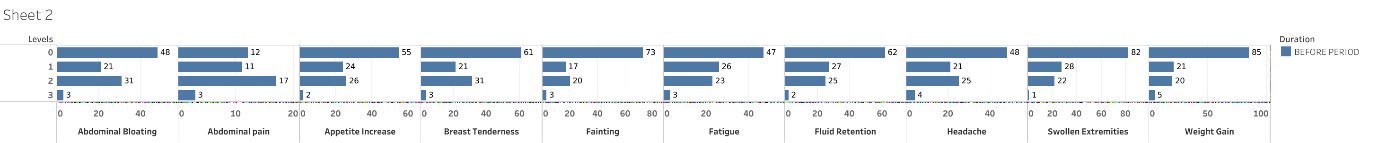 Sheet 2
Levels
Duration
0 48 12 55 61 73 47 62 48 82 85 BEFORE PERIOD
1 21 11 24 21 17 26 27 21 28 21
2 31 17 26 31 20 23 25 25 22 20
3 3 3 2 3 3 3 2 4 1 5
0 20 40 0 10 20 0 20 40 60 0 20 40 60 0 20 40 60 80 0 20 40 0 20 40 60 0 20 40 0 20 40 60 80 0 50 100
Abdominal Bloating Abdominal pain Appetite Increase Breast Tenderness Fainting Fatigue Fluid Retention Headache Swollen Extremities Weight Gain